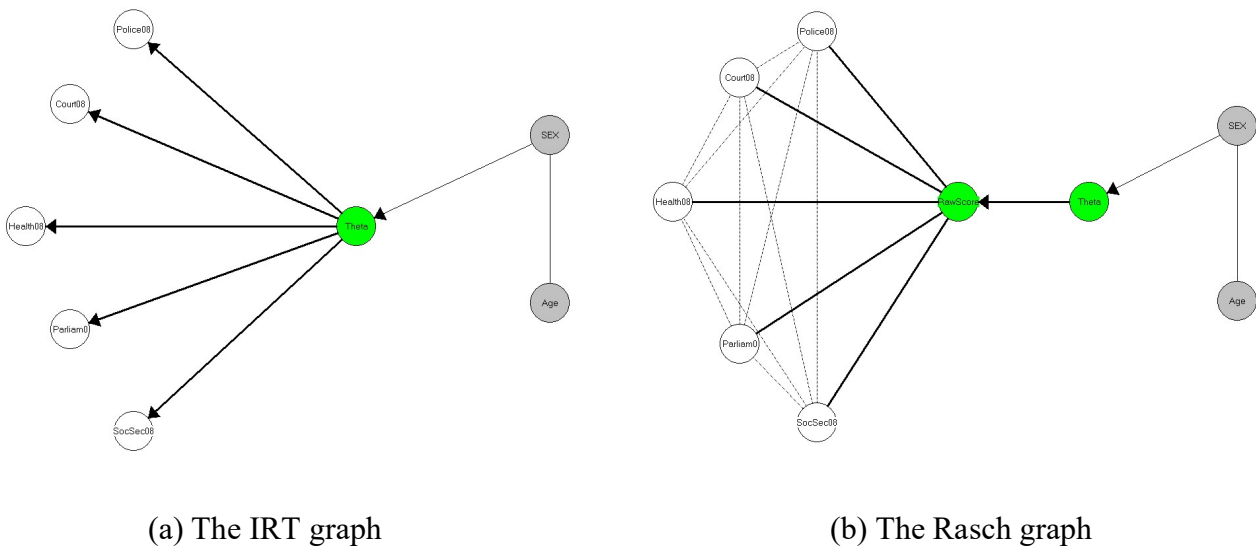 Police08
Court08
Health08
Parliam0
SocSec08
Theta
SEX
Age
(a) The IRT graph
Police08
Court08
Health08
Parliam0
SocSec08
RawScore
Theta
SEX
Age
(b) The Rasch graph